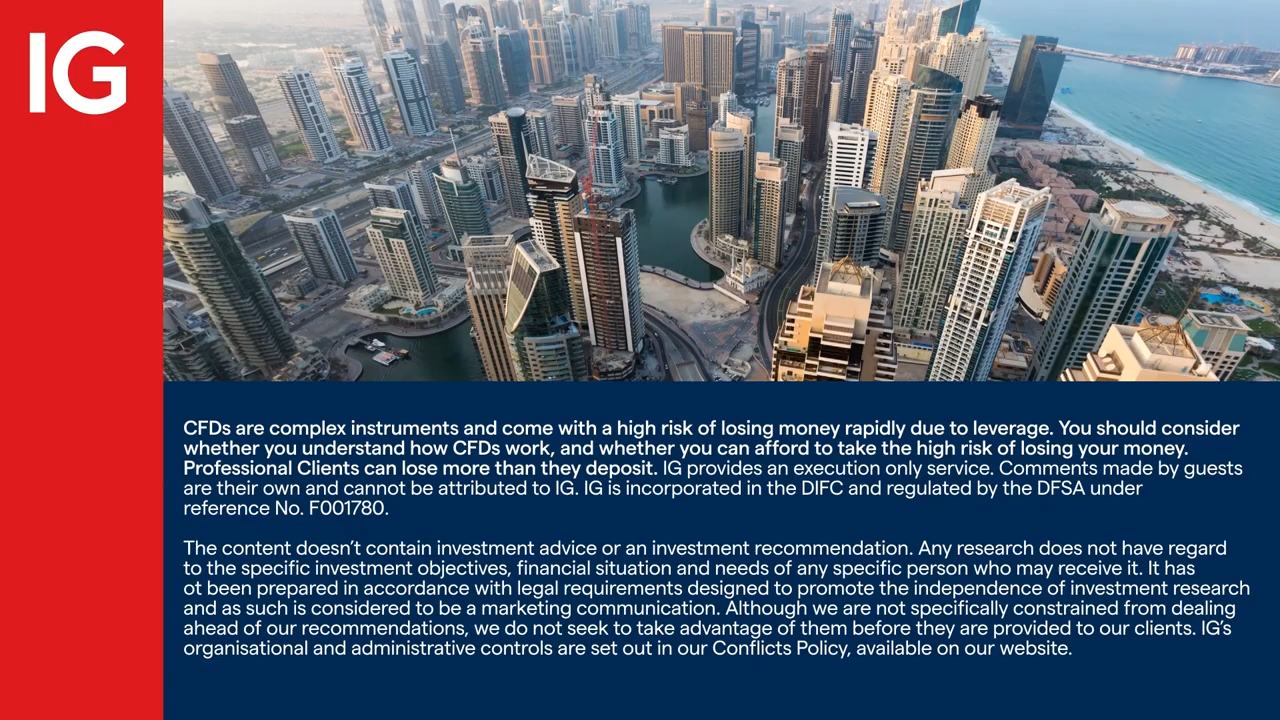 IG
CFDs are complex instruments and come with a high risk of losing money rapidly due to leverage. You should consider
whether you understand how CFDs work, and whether you can afford to take the high risk of losing your money.
Professional Clients can lose more than they deposit. IG provides an execution only service. Comments made by guests
are their own and cannot be attributed to IG. IG is incorporated in the DIFC and regulated by the DFSA under
reference No. F001780.
The content doesn't contain investment advice or an investment recommendation. Any research does not have regard
to the specific investment objectives, financial situation and needs of any specific person who may receive it. It has
ot been prepared in accordance with legal requirements designed to promote the independence of investment research
and as such is considered to be a marketing communication. Although we are not specifically constrained from dealing
ahead of our recommendations, we do not seek to take advantage of them before they are provided to our clients. IG's
organisational and administrative controls are set out in our Conflicts Policy, available on our website.